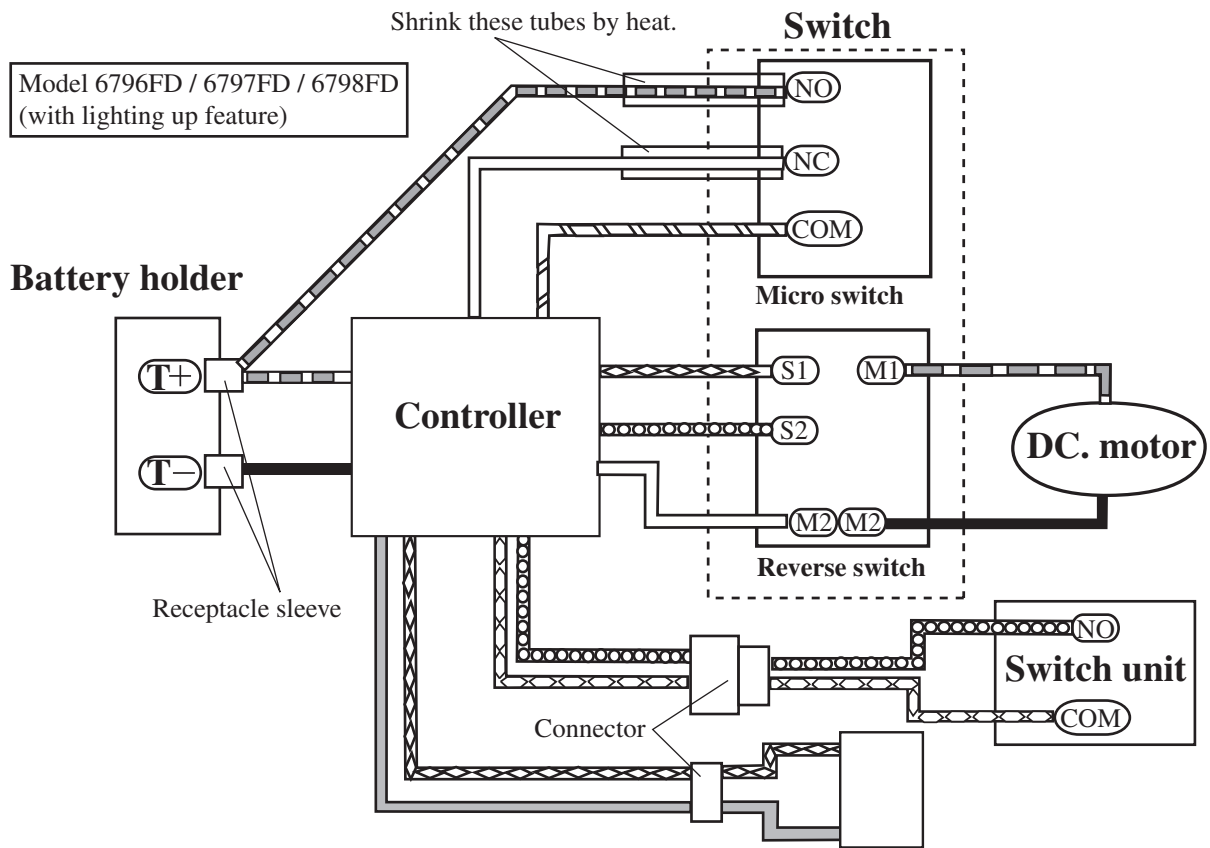 Shrink these tubes by heat.
Switch
Model 6796FD / 6797FD / 6798FD
(with lighting up feature)
NO
NC
COM
Micro switch
Battery holder
T+
T−
Controller
S1
M1
S2
M2
M2
DC. motor
Reverse switch
Receptacle sleeve
NO
Switch unit
COM
Connector